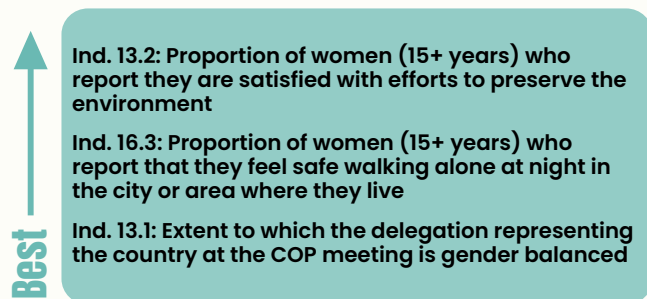 Ind. 13.2: Proportion of women (15+ years) who
report they are satisfied with efforts to preserve the
environment
Ind. 16.3: Proportion of women (15+ years) who
report that they feel safe walking alone at night in
the city or area where they live
Ind. 13.1: Extent to which the delegation representing
the country at the COP meeting is gender balanced
Best